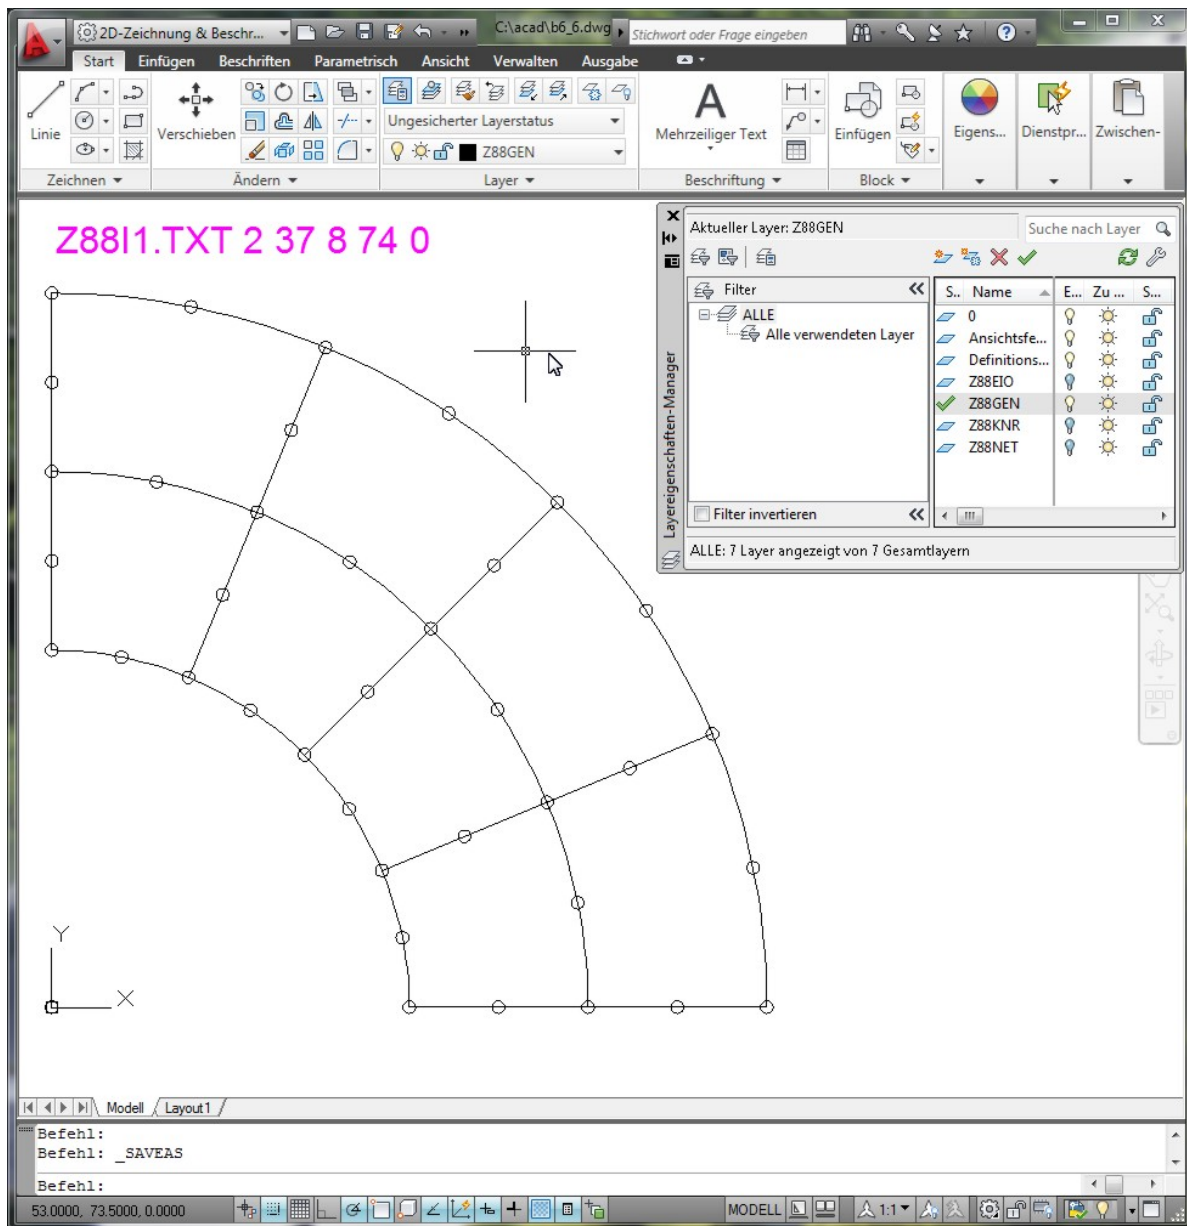 2D-Zeichnung & Beschr... C:\acad\b6_6.dwg Stichwort oder Frage eingeben
Start Einfügen Beschriften Parametrisch Ansicht Verwalten Ausgabe
Linie Verschieben Ungesicherter Layerstatus Mehrzeiliger Text Einfügen Eigens... Dienstpr... Zwischen-
Z88GEN
Zeichnen Ändern Layer Beschriftung Block
Z88I1.TXT 2 37 8 74 0
Aktueller Layer: Z88GEN Suche nach Layer
Filter S.. Name E... Zu ... S...
ALLE 0
Alle verwendeten Layer Ansichtsfe...
Definitions...
Z88EIO
Z88GEN
Z88KNR
Z88NET
Filter invertieren
ALLE: 7 Layer angezeigt von 7 Gesamtlayern
Layereigenschaften-Manager
Y
X
Modell Layout1
Befehl:
Befehl: _SAVEAS
Befehl:
53.0000, 73.5000, 0.0000 MODELL 1:1